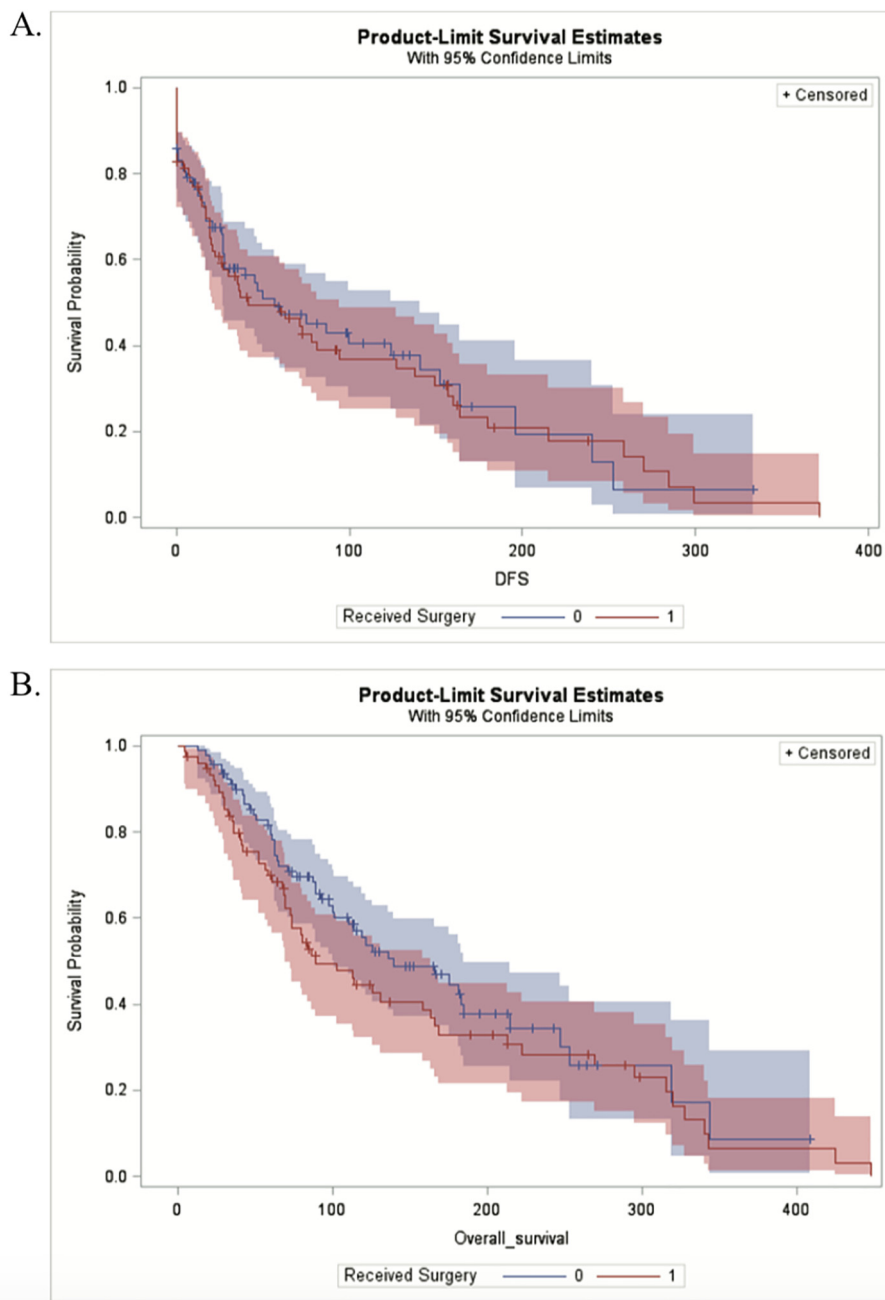 A.
Product-Limit Survival Estimates
With 95% Confidence Limits
+ Censored
1.0
0.8
0.6
0.4
0.2
0.0
Survival Probability
0 100 200 300 400
DFS
Received Surgery 0 1
B.
Product-Limit Survival Estimates
With 95% Confidence Limits
+ Censored
1.0
0.8
0.6
0.4
0.2
0.0
Survival Probability
0 100 200 300 400
Overall_survival
Received Surgery 0 1